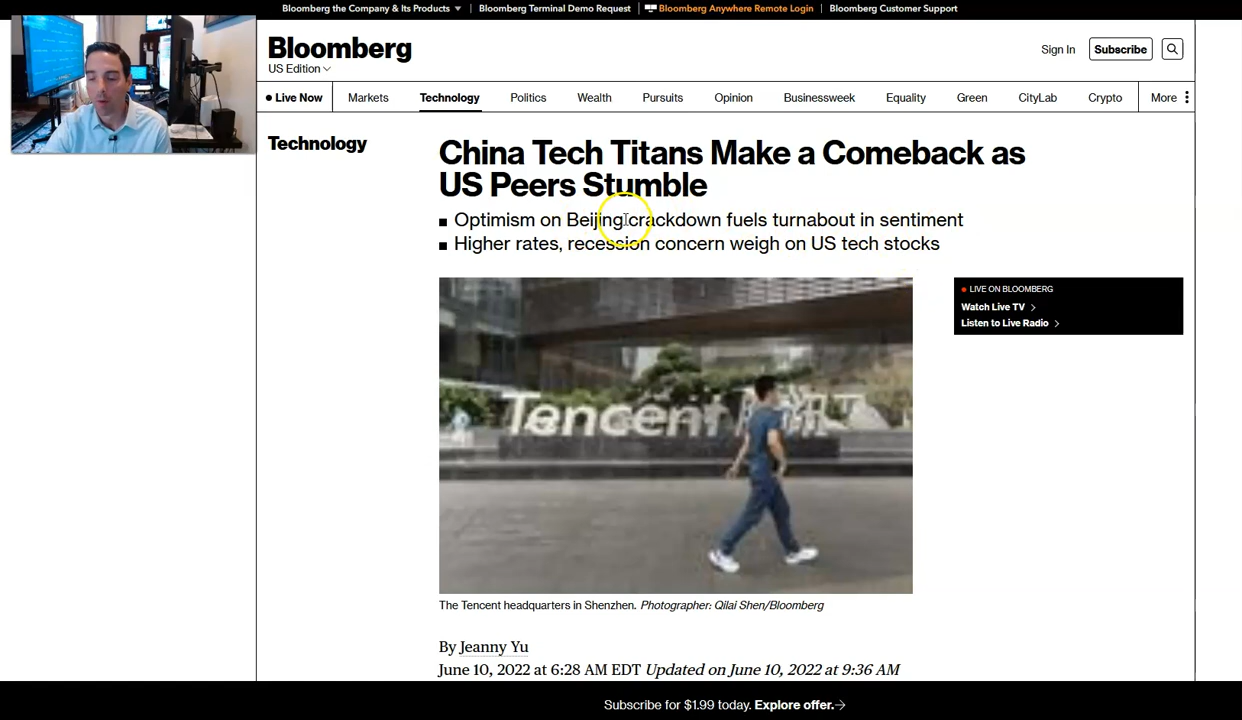 Bloomberg the Company & Its Products
Bloomberg Terminal Demo Request
Bloomberg Anywhere Remote Login
Bloomberg Customer Support
Bloomberg
US Edition
Sign In
Subscribe
Live Now
Markets
Technology
Politics
Wealth
Pursuits
Opinion
Businessweek
Equality
Green
CityLab
Crypto
More
Technology
China Tech Titans Make a Comeback as
US Peers Stumble
Optimism on Beijing crackdown fuels turnabout in sentiment
Higher rates, recession concern weigh on US tech stocks
LIVE ON BLOOMBERG
Watch Live TV
Listen to Live Radio
Tencent
The Tencent headquarters in Shenzhen. Photographer: Qilai Shen/Bloomberg
By Jeanny Yu
June 10, 2022 at 6:28 AM EDT Updated on June 10, 2022 at 9:36 AM
Subscribe for $1.99 today. Explore offer.